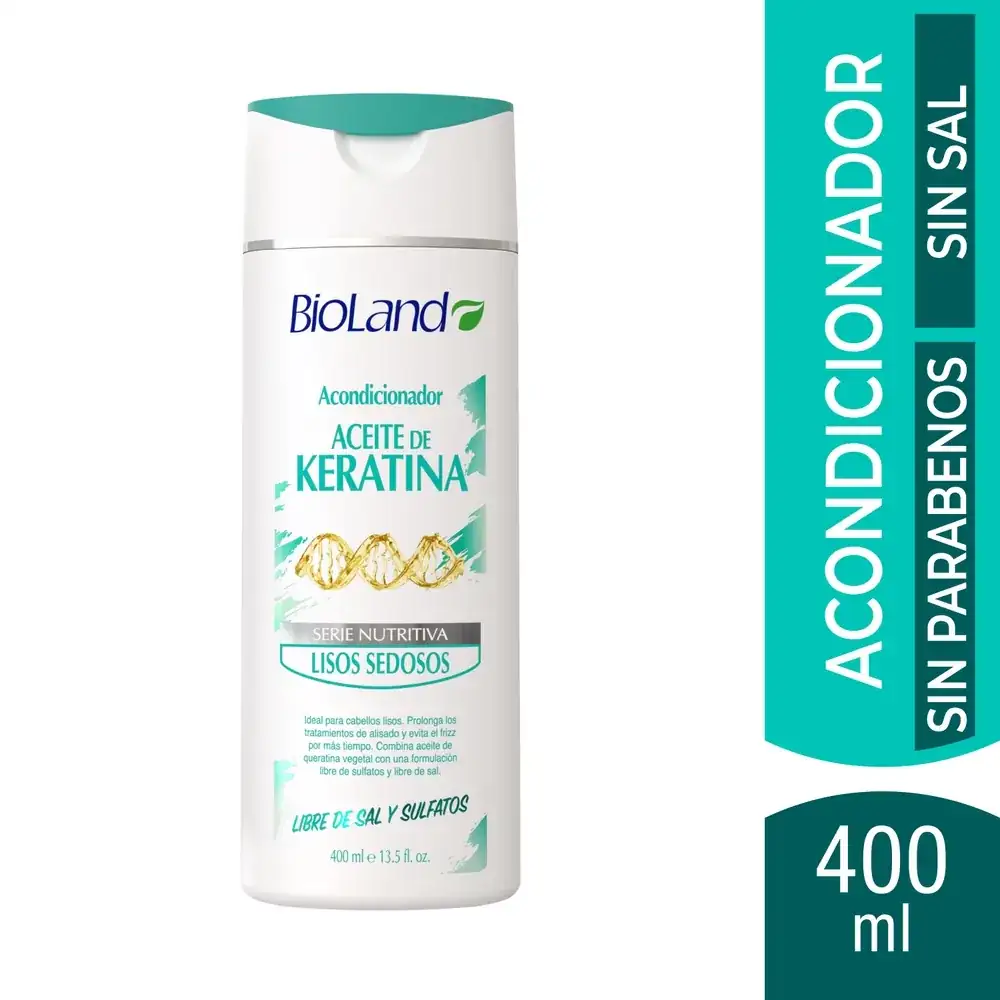 BioLand
Acondicionador
ACEITE DE
KERATINA
SERIE NUTRITIVA
LISOS SEDOSOS
Ideal para cabellos lisos. Prolonga los
tratamientos de alisado y evita el frizz
por más tiempo. Combina aceite de
queratina vegetal con una formulación
libre de sulfatos y libre de sal.
LIBRE DE SAL Y SULFATOS
400 ml e 13.5 fl. oz.
ACONDICIONADOR
SIN PARABENOS
SIN SAL
400
ml